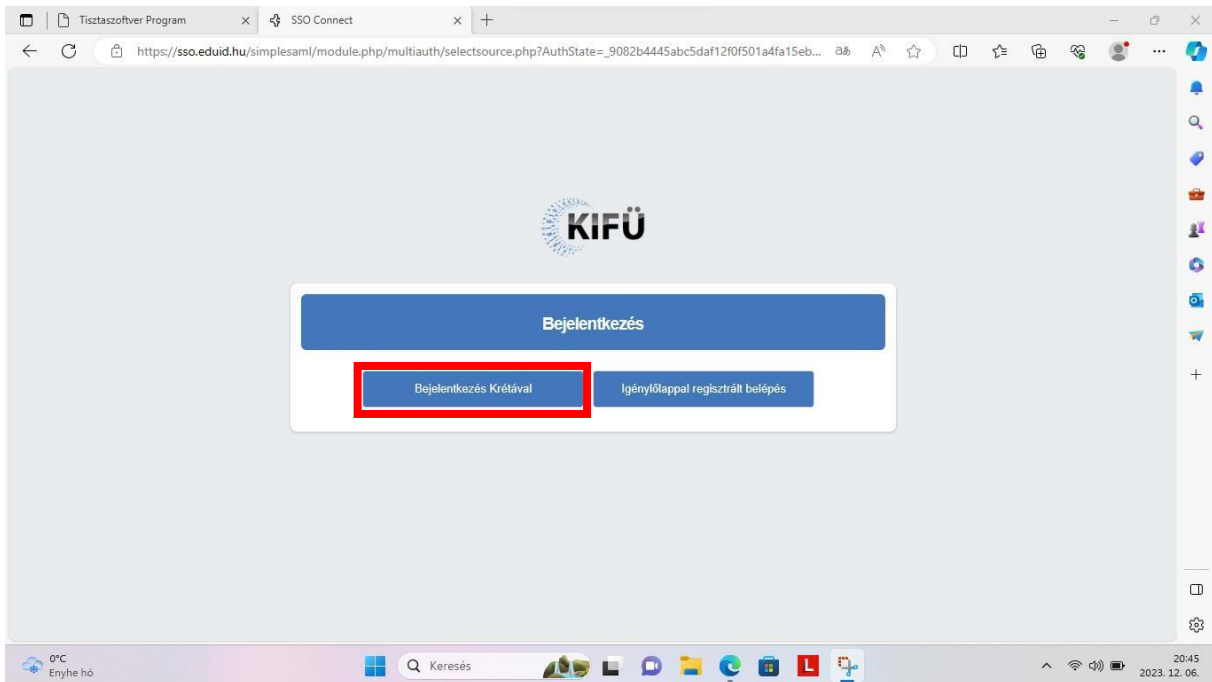 Tisztaszoftver Program
SSO Connect
https://sso.eduid.hu/simplesaml/module.php/multiauth/selectsource.php?AuthState=_9082b4445abc5daf12f0f501a4fa15eb...
KIFÜ
Bejelentkezés
Bejelentkezés Krétával
Igénylőlappal regisztrált belépés
0°C
Enyhe hó
Keresés
L
20:45
2023. 12. 06.